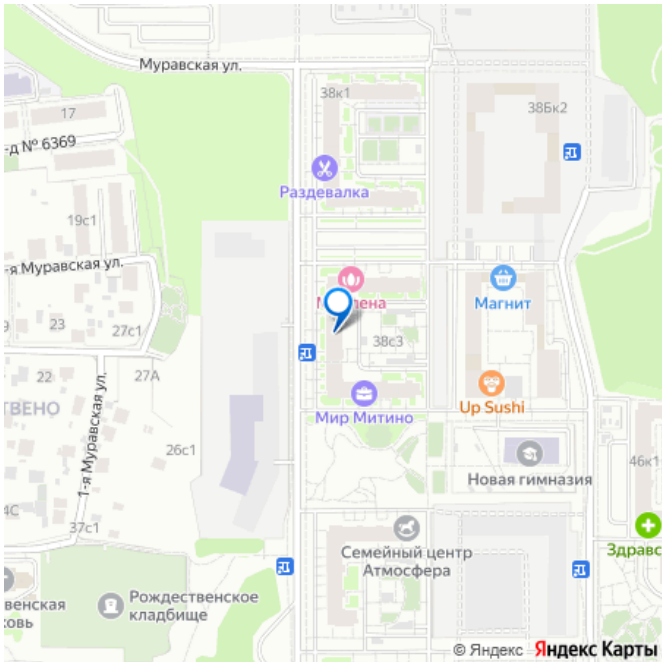 Муравская ул.
38к1
17
38Бк2
-д № 6369
Раздевалка
19с1
-я Муравская ул.
Магнит
23
27с1
38с3
22
27А
ТВЕНО
Up Sushi
Мир Митино
1-я Муравская ул.
26с1
46к1
Новая гимназия
4С
37с1
Семейный центр
Атмосфера
Здравс
Рождественское
кладбище
венская
ковь
© Яндекс Яндекс Карты